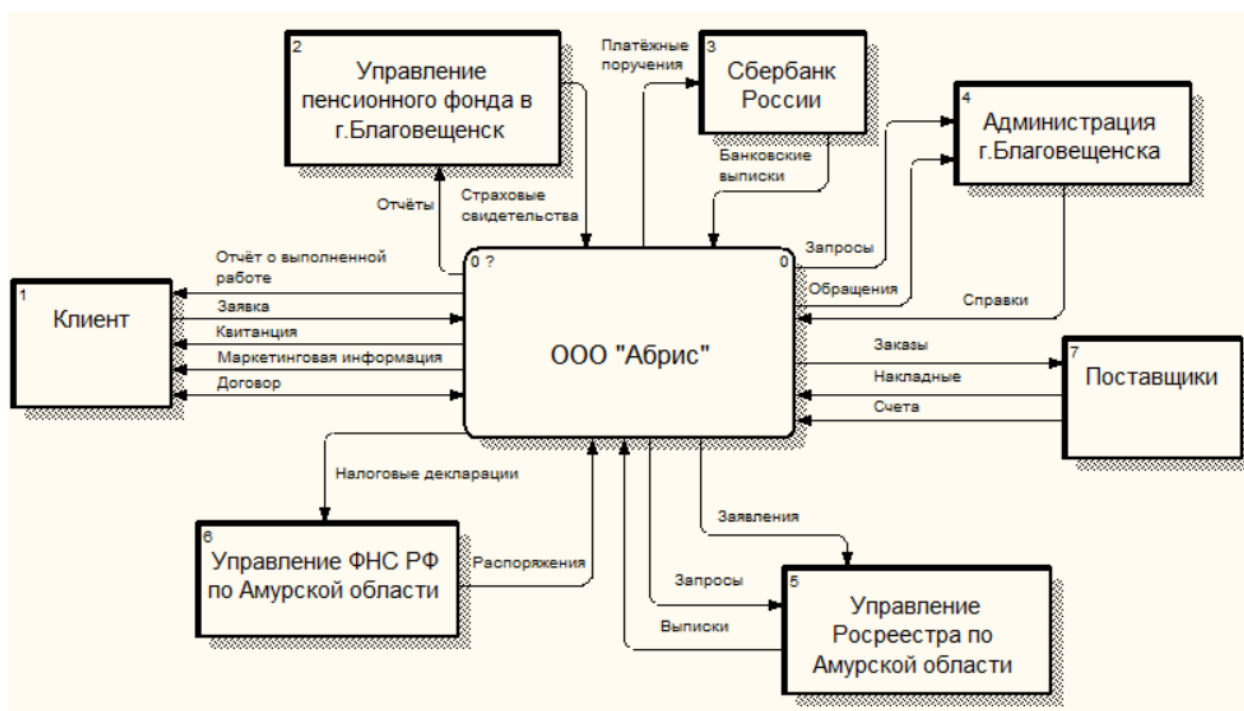 2
Управление
пенсионного фонда в
г.Благовещенск
Платёжные
поручения
3
Сбербанк
России
4
Администрация
г.Благовещенска
Банковские
выписки
Отчёты
Страховые
свидетельства
Запросы
Обращения
Справки
1
Клиент
Отчёт о выполненной
работе
Заявка
Квитанция
Маркетинговая информация
Договор
0 ?
0
ООО "Абрис"
Заказы
Накладные
Счета
7
Поставщики
Налоговые декларации
6
Управление ФНС РФ
по Амурской области
Распоряжения
Заявления
Запросы
Выписки
5
Управление
Росреестра по
Амурской области